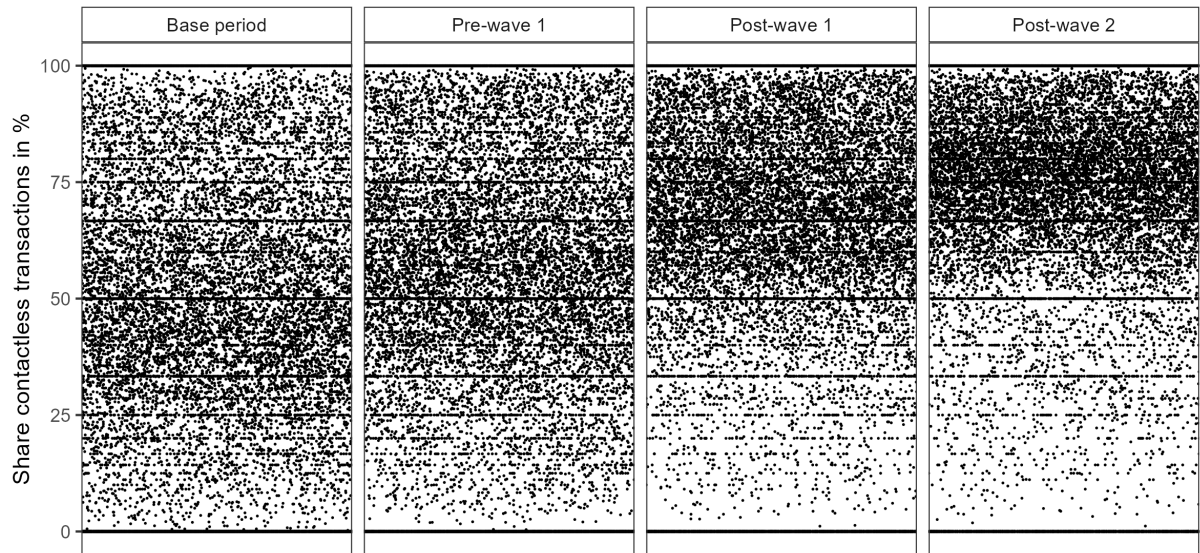 Base period
Pre-wave 1
Post-wave 1
Post-wave 2
Share contactless transactions in %
100
75
50
25
0